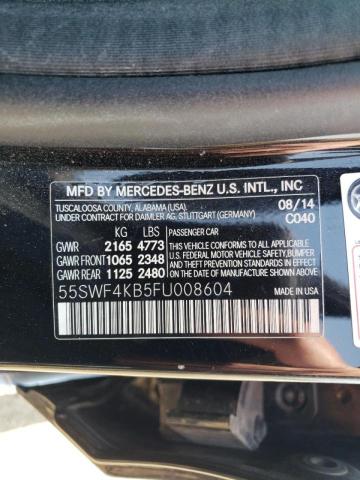 MFD BY MERCEDES-BENZ U.S. INTL., INC
TUSCALOOSA COUNTY, ALABAMA (USA), 08/14
UNDER CONTRACT FOR DAIMLER AG, STUTTGART (GERMANY) C040
KG LBS PASSENGER CAR
GVWR 2165 4773 THIS VEHICLE CONFORMS TO ALL APPLICABLE
GAWR FRONT 1065 2348 U.S. FEDERAL MOTOR VEHICLE SAFETY, BUMPER
GAWR REAR 1125 2480 AND THEFT PREVENTION STANDARDS IN EFFECT
ON THE DATE OF MANUFACTURE SHOWN ABOVE.
55SWF4KB5FU008604